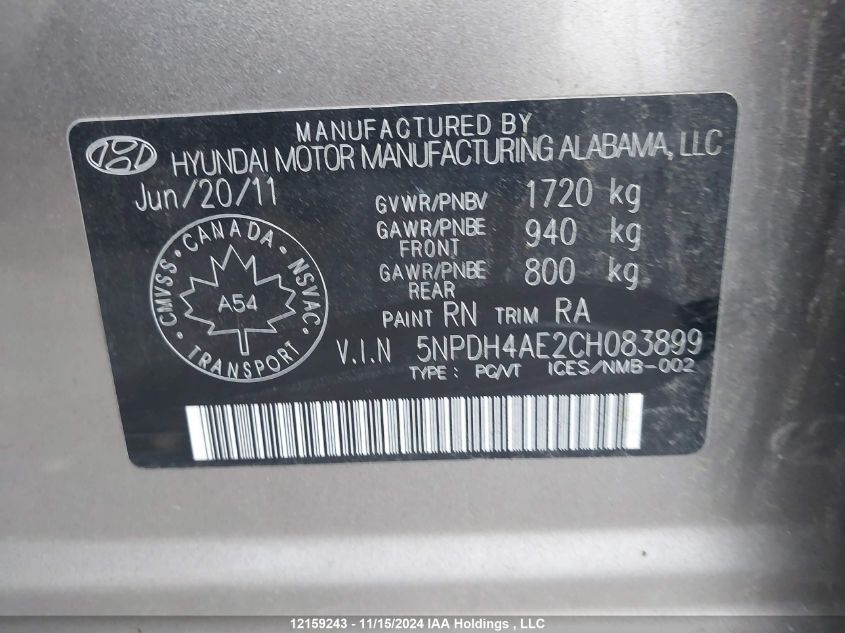 MANUFACTURED BY
HYUNDAI MOTOR MANUFACTURING ALABAMA, LLC
Jun/20/11
GVWR/PNBV 1720 kg
GAWR/PNBE 940 kg
FRONT
GAWR/PNBE 800 kg
REAR
CMVSS • CANADA • NSVAC • TRANSPORT •
A54
PAINT RN TRIM RA
V.I.N 5NPDH4AE2CH083899
TYPE : PC/VT ICES/NMB-002
12159243 - 11/15/2024 IAA Holdings , LLC